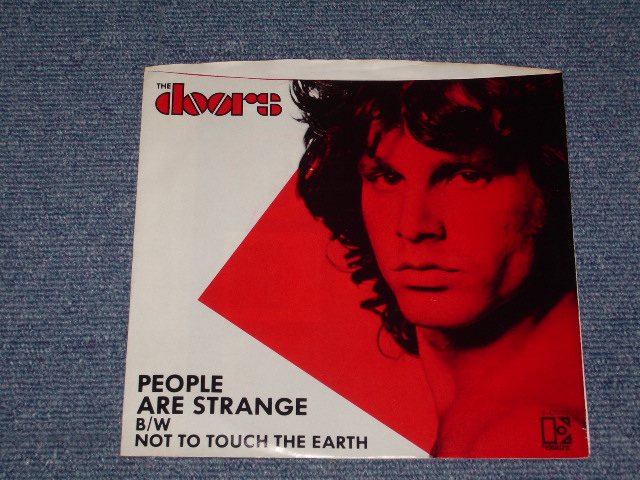 THE
doors
PEOPLE
ARE STRANGE
B/W
NOT TO TOUCH THE EARTH